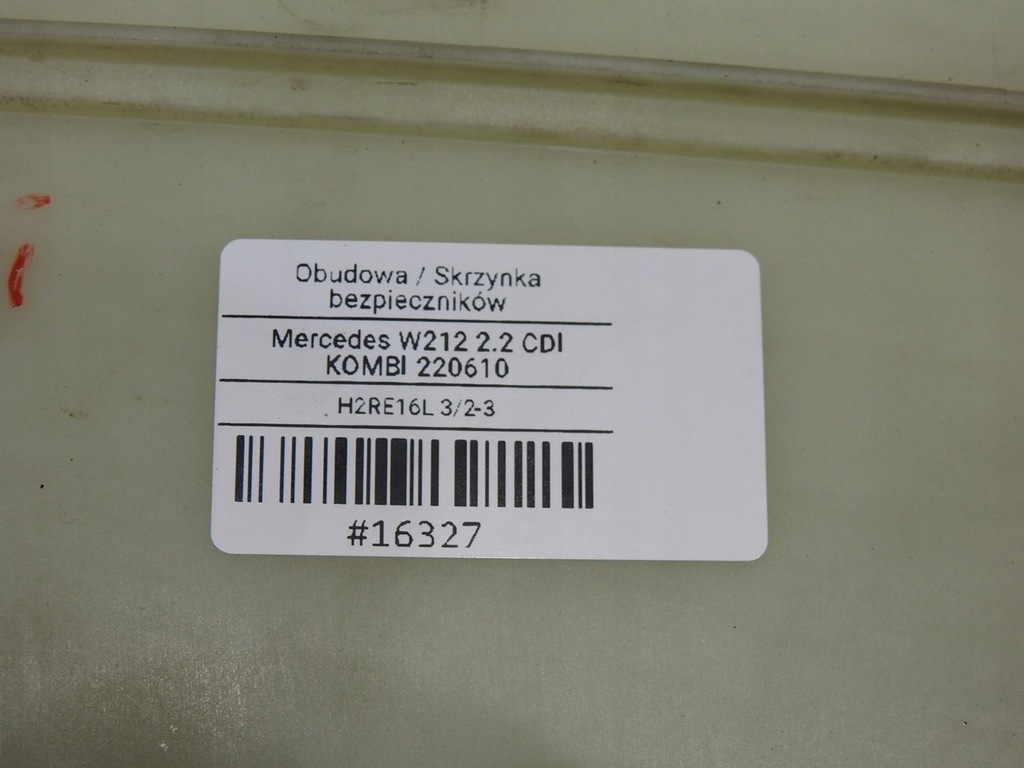 Obudowa / Skrzynka
bezpieczników
Mercedes W212 2.2 CDI
KOMBI 220610
H2RE16L 3/2-3
#16327